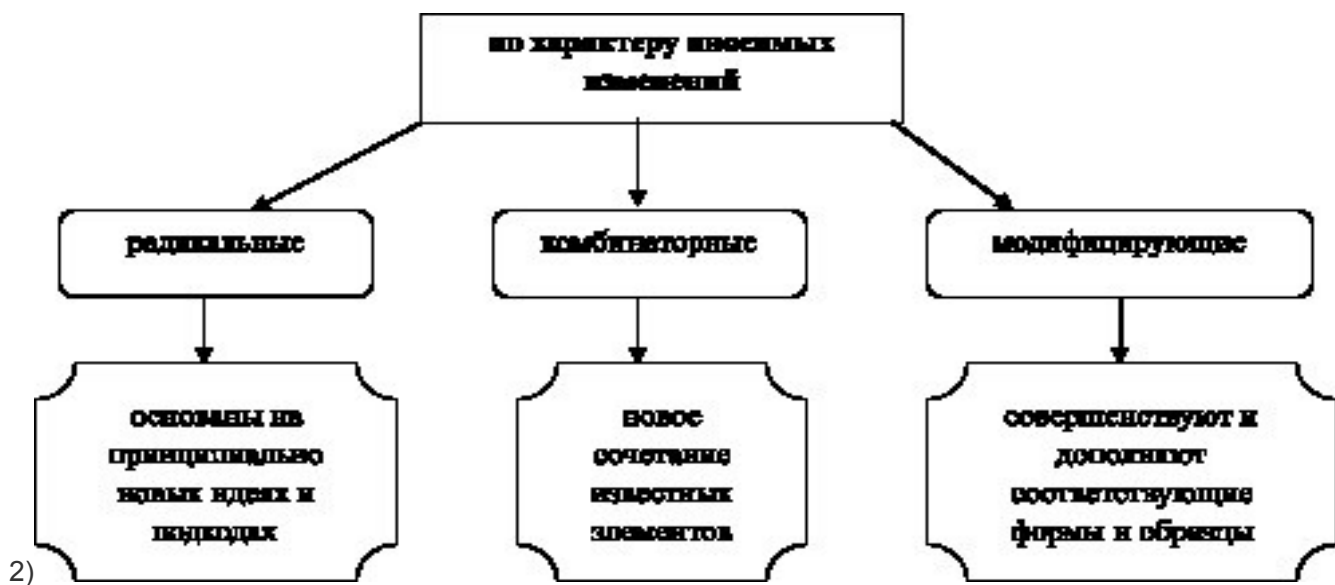 по характеру вносимых
изменений
радикальные
комбинаторные
модифицирующие
основаны на
принципиально
новых идеях и
подходах
новое
сочетание
известных
элементов
совершенствуют и
дополняют
соответствующие
формы и образцы
2)